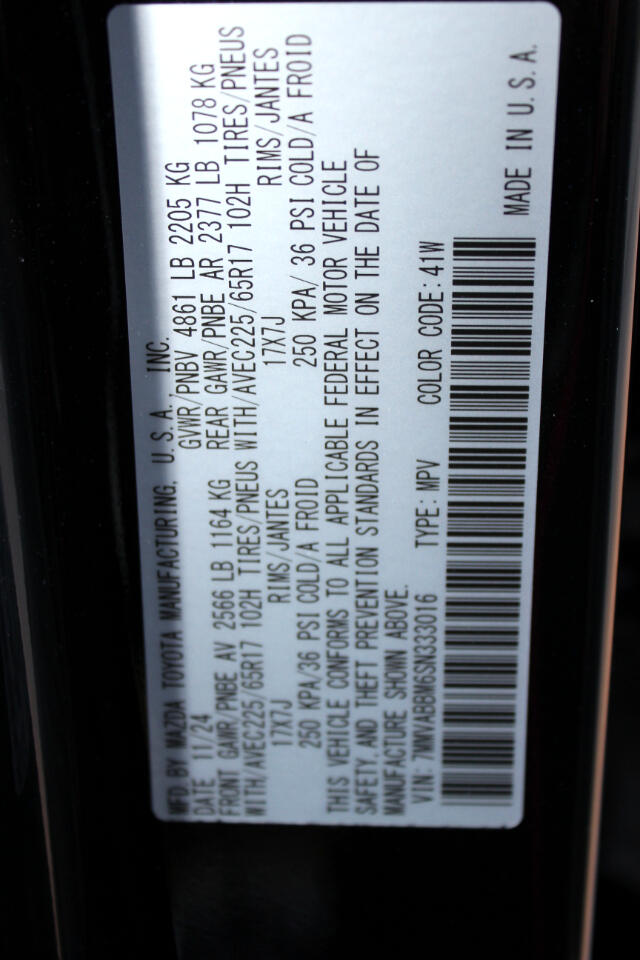 MFD. BY MAZDA TOYOTA MANUFACTURING, U.S.A. INC.
DATE 11/24 GVWR/PNBV 4861 LB 2205 KG
FRONT GAWR/PNBE AV 2566 LB 1164 KG REAR GAWR/PNBE AR 2377 LB 1078 KG
WITH/AVEC225/65R17 102H TIRES/PNEUS WITH/AVEC225/65R17 102H TIRES/PNEUS
17X7J RIMS/JANTES 17X7J RIMS/JANTES
250 KPA/36 PSI COLD/A FROID 250 KPA/ 36 PSI COLD/A FROID
THIS VEHICLE CONFORMS TO ALL APPLICABLE FEDERAL MOTOR VEHICLE
SAFETY AND THEFT PREVENTION STANDARDS IN EFFECT ON THE DATE OF
MANUFACTURE SHOWN ABOVE.
VIN: 7MMVABBM6SN333016 TYPE: MPV COLOR CODE: 41W
MADE IN U.S.A.